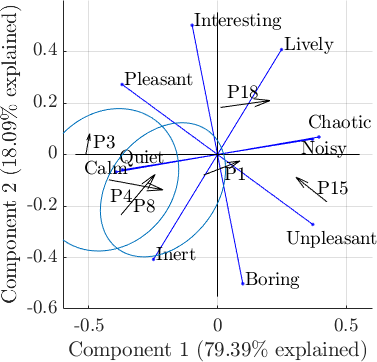 Interesting
Lively
0.4
Pleasant
0.2
P18
Chaotic
P3
Noisy
0
Quiet
Calm
P1
P15
P4
P8
-0.2
Unpleasant
Inert
-0.4
Boring
-0.6
-0.5
0
0.5
Component 1 (79.39% explained)
Component 2 (18.09% explained)